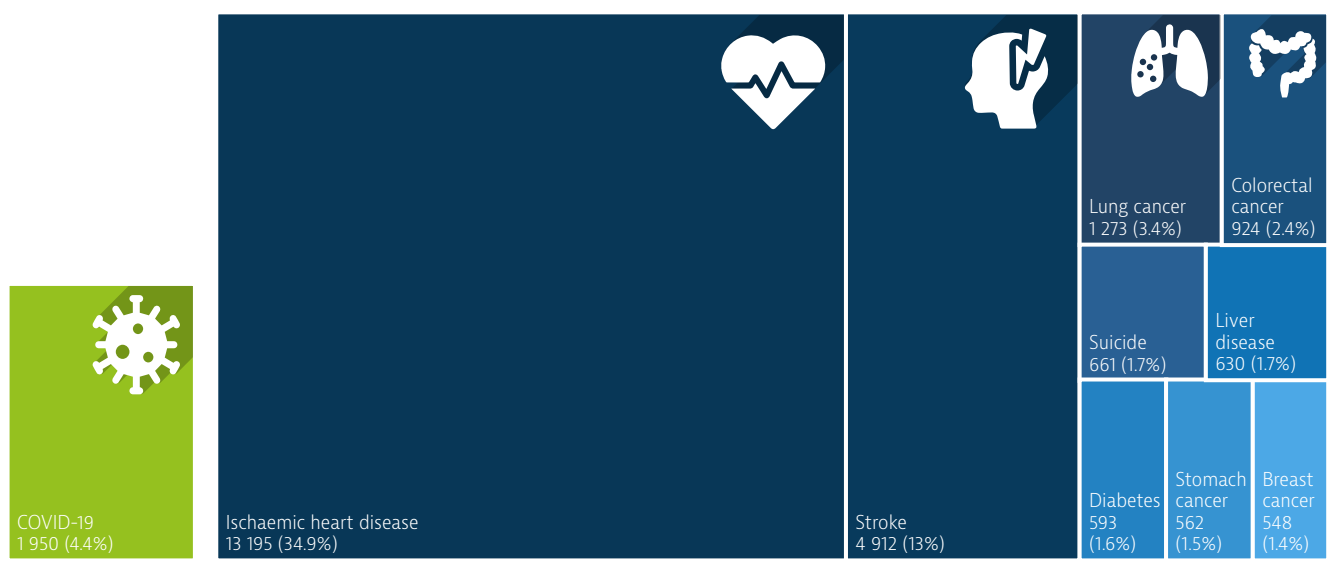 COVID-19
1 950 (4.4%)
Ischaemic heart disease
13 195 (34.9%)
Stroke
4 912 (13%)
Lung cancer
1 273 (3.4%)
Colorectal
cancer
924 (2.4%)
Suicide
661 (1.7%)
Liver
disease
630 (1.7%)
Diabetes
593
(1.6%)
Stomach
cancer
562
(1.5%)
Breast
cancer
548
(1.4%)